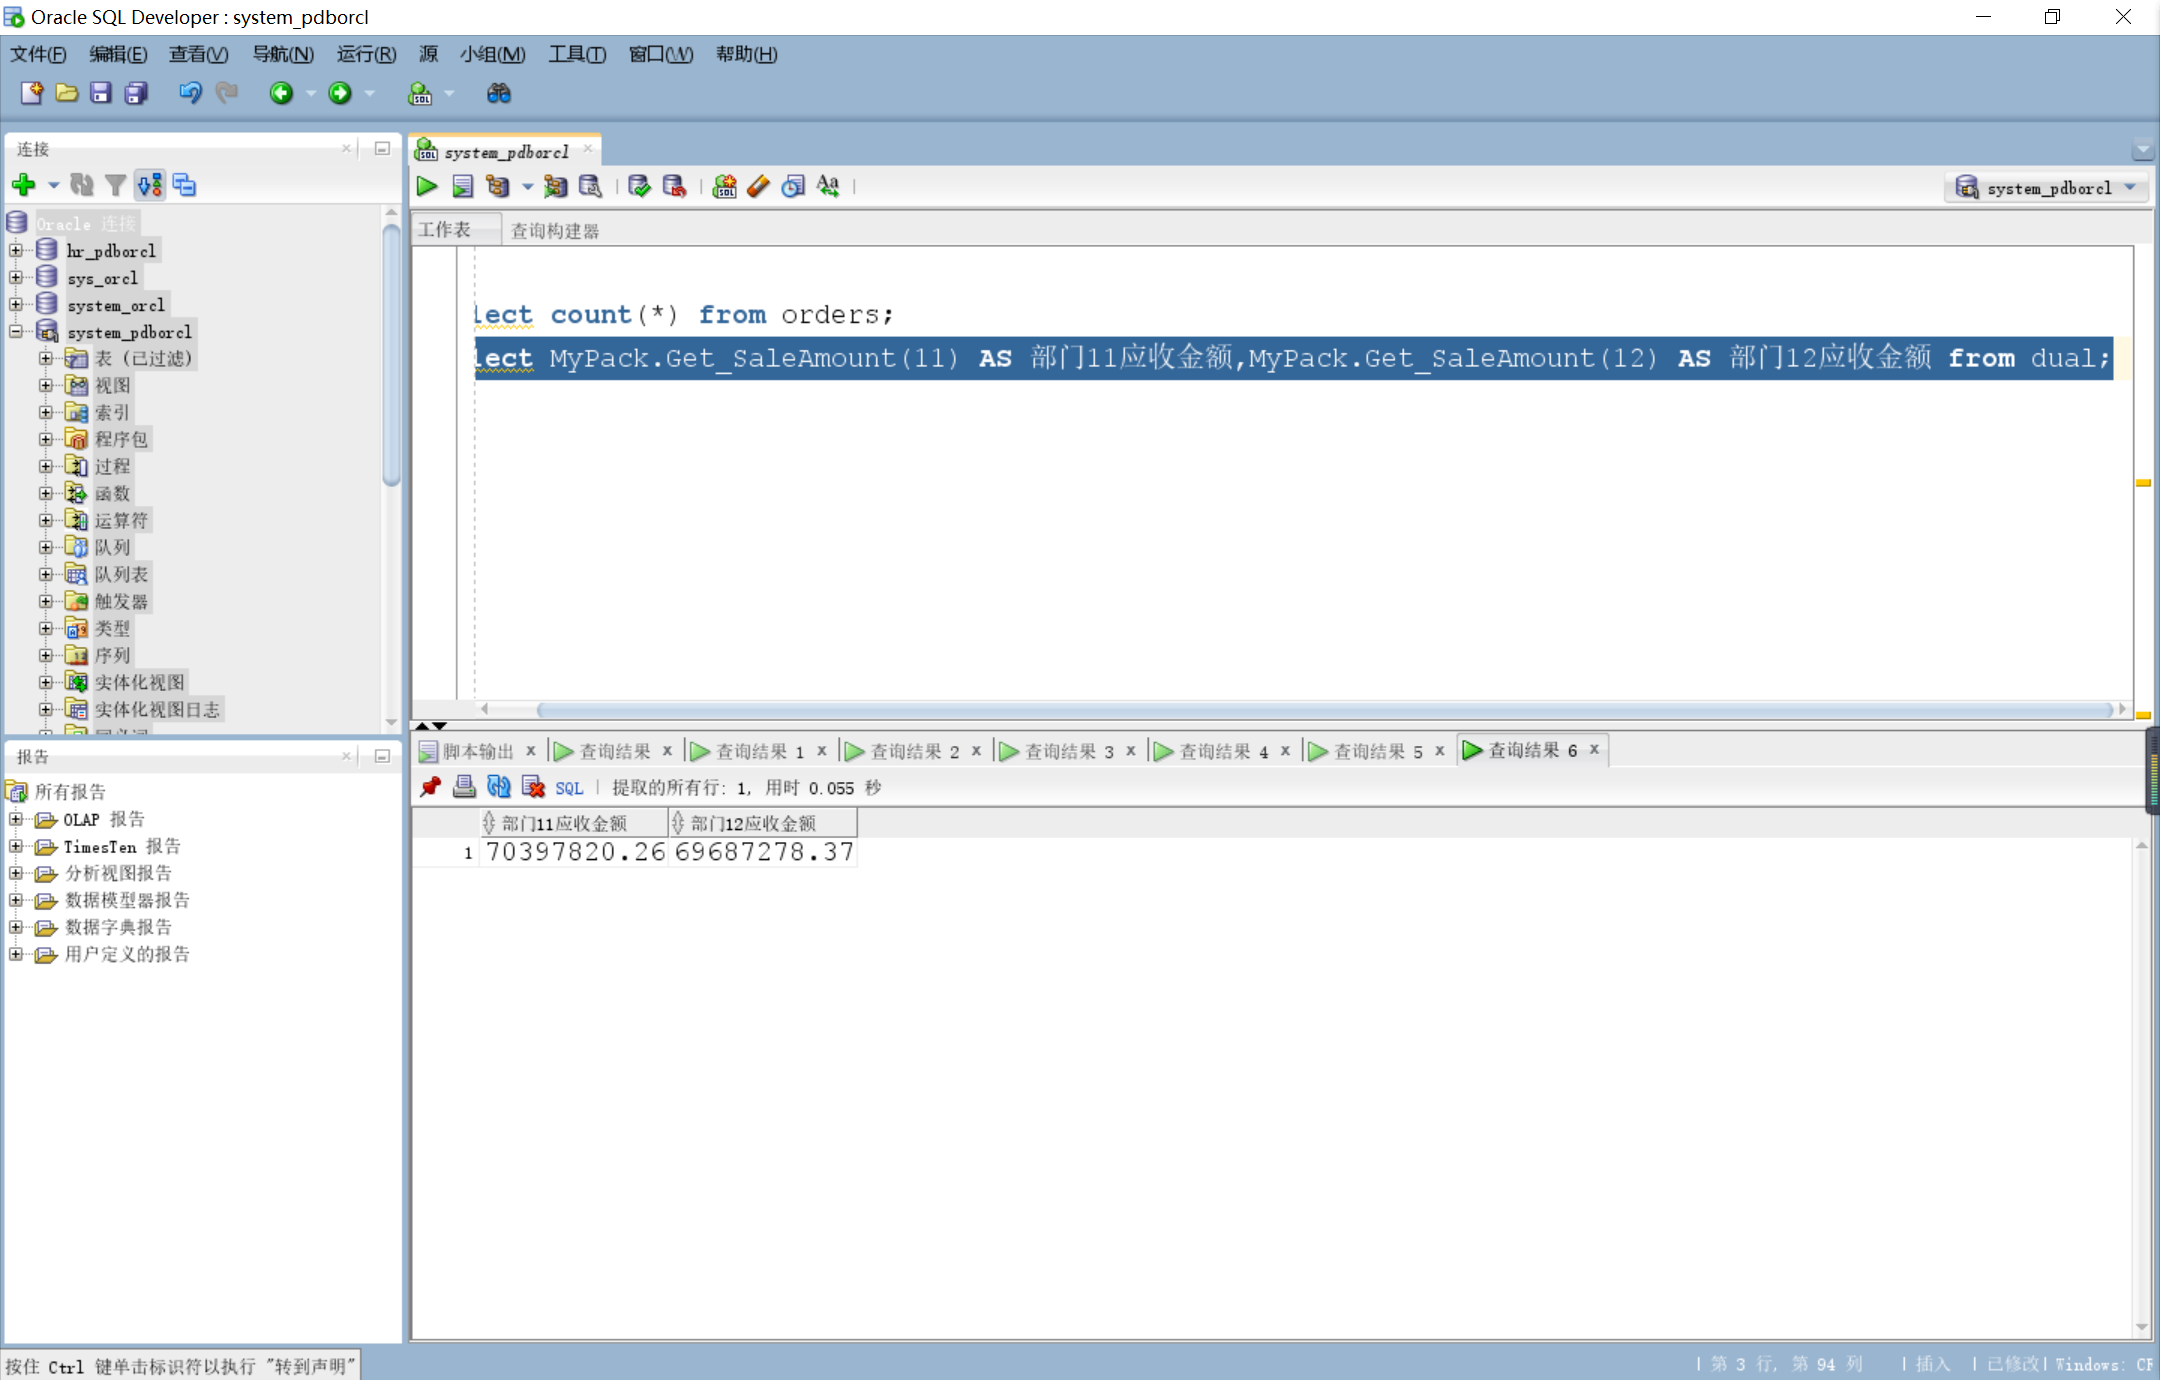 Oracle SQL Developer : system_pdborcl
文件(F) 编辑(E) 查看(V) 导航(N) 运行(R) 源 小组(M) 工具(T) 窗口(W) 帮助(H)
连接
Oracle 连接
hr_pdborcl
sys_orcl
system_orcl
system_pdborcl
表 (已过滤)
视图
索引
程序包
过程
函数
运算符
队列
队列表
触发器
类型
序列
实体化视图
实体化视图日志
报告
所有报告
OLAP 报告
TimesTen 报告
分析视图报告
数据模型器报告
数据字典报告
用户定义的报告
system_pdborcl
system_pdborcl
工作表 查询构建器
lect count(*) from orders;
lect MyPack.Get_SaleAmount(11) AS 部门11应收金额,MyPack.Get_SaleAmount(12) AS 部门12应收金额 from dual;
脚本输出 查询结果 查询结果 1 查询结果 2 查询结果 3 查询结果 4 查询结果 5 查询结果 6
SQL 提取的所有行: 1, 用时 0.055 秒
部门11应收金额 部门12应收金额
1 70397820.26 69687278.37
按住 Ctrl 键单击标识符以执行 "转到声明"
第 3 行, 第 94 列 插入 已修改 Windows: CR